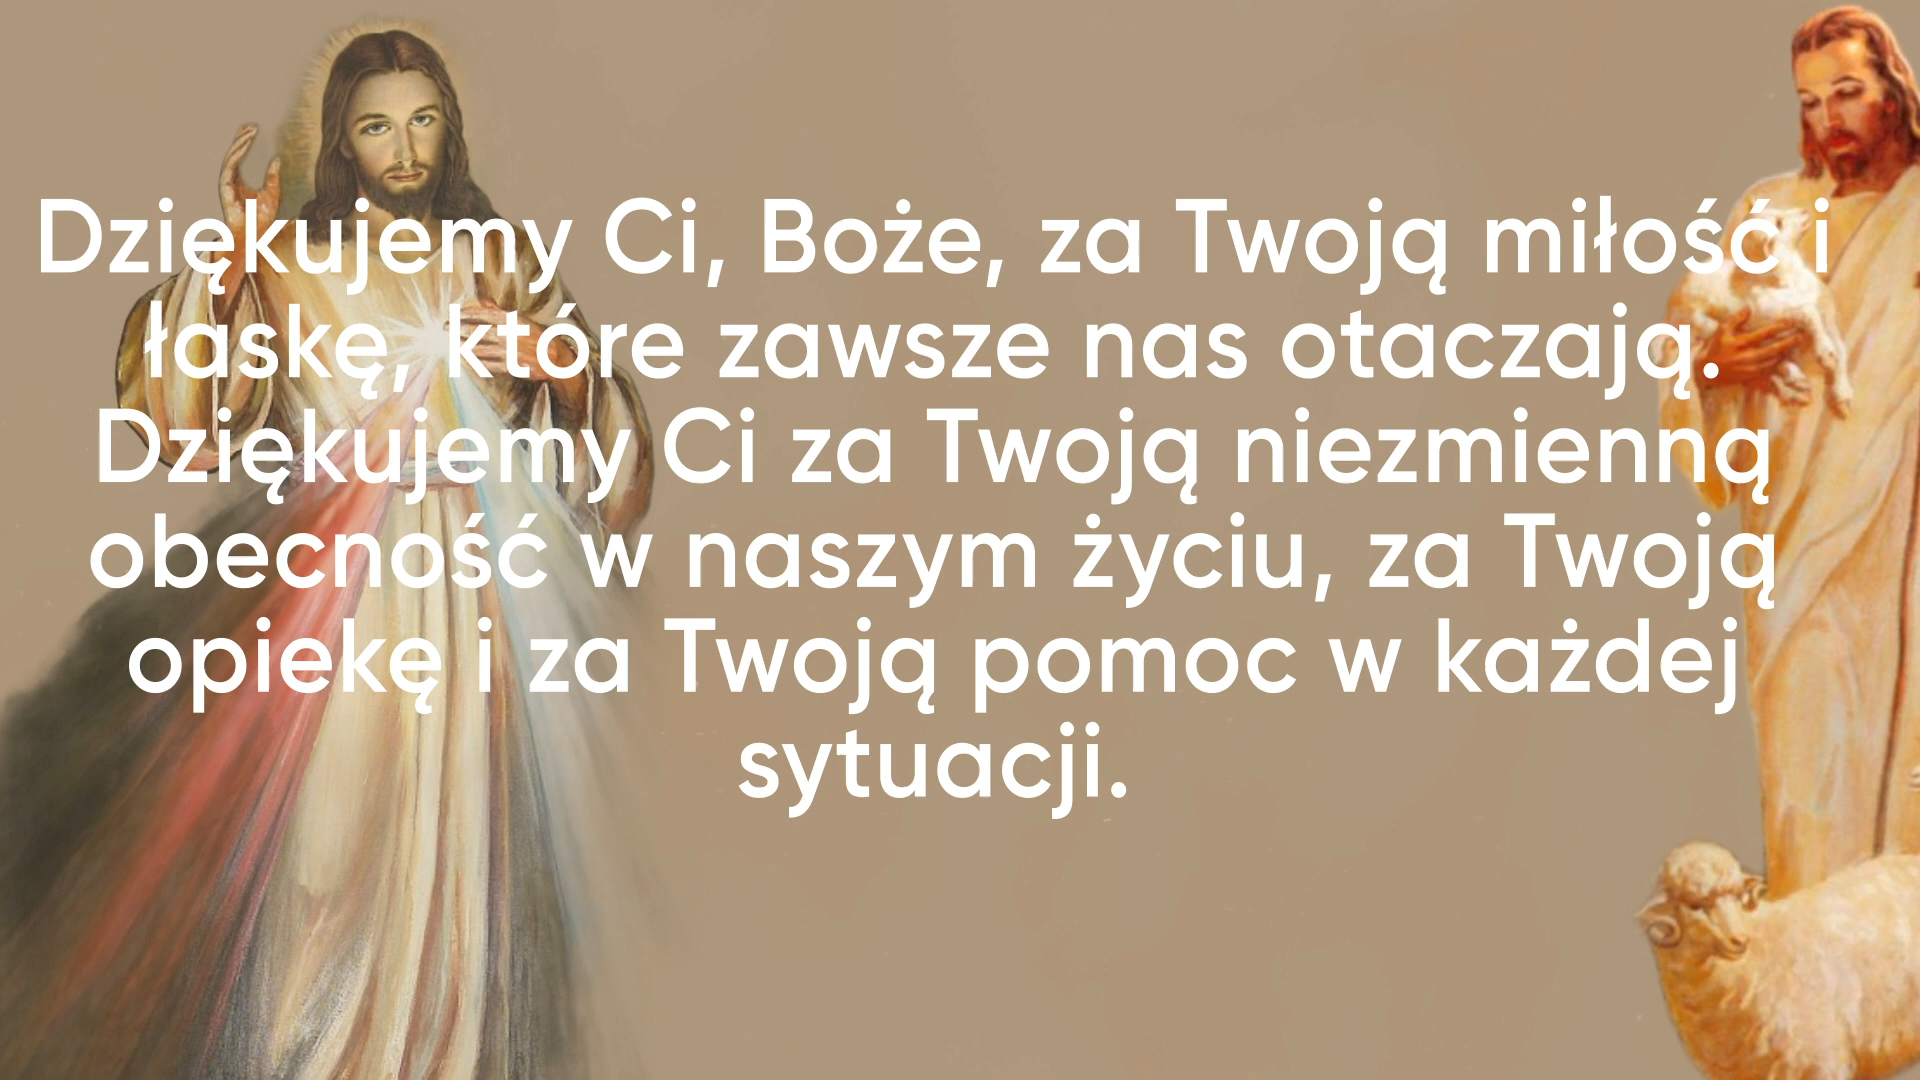 Dziękujemy Ci, Boże, za Twoją miłość i
łaskę, które zawsze nas otaczają.
Dziękujemy Ci za Twoją niezmienną
obecność w naszym życiu, za Twoją
opiekę i za Twoją pomoc w każdej
sytuacji.